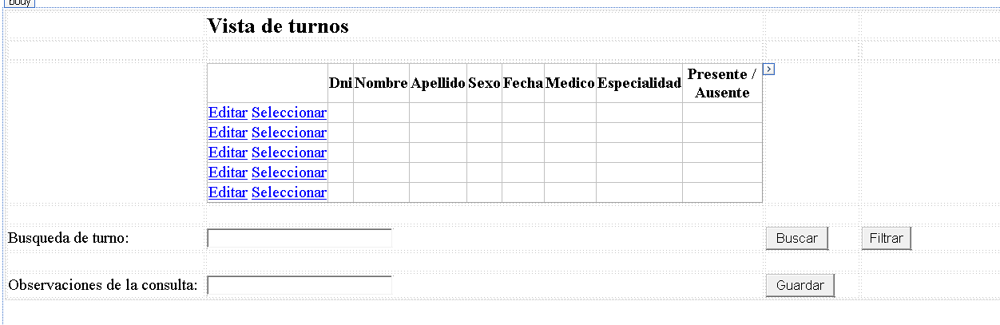 body
Vista de turnos
Dni Nombre Apellido Sexo Fecha Medico Especialidad Presente / Ausente
Editar Seleccionar
Editar Seleccionar
Editar Seleccionar
Editar Seleccionar
Editar Seleccionar
Busqueda de turno: Buscar Filtrar
Observaciones de la consulta: Guardar